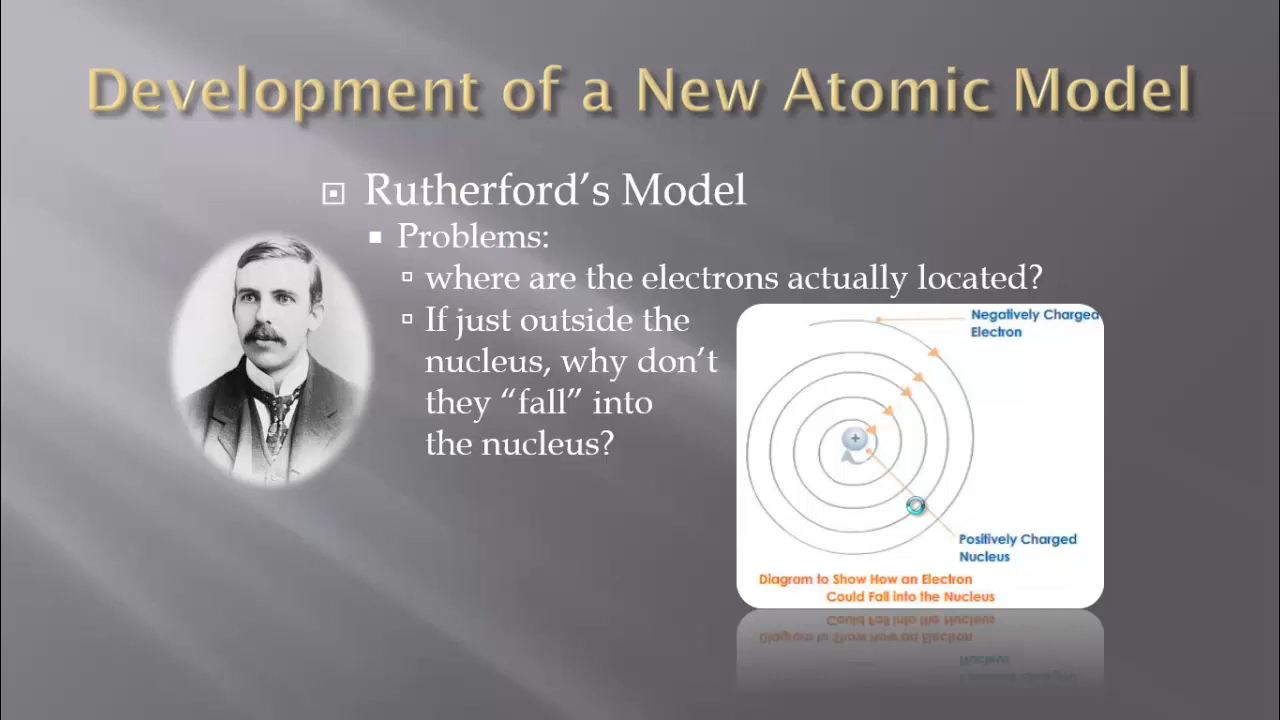 Development of a New Atomic Model
Rutherford’s Model
Problems:
where are the electrons actually located?
If just outside the
nucleus, why don’t
they “fall” into
the nucleus?
Negatively Charged
Electron
+
Positively Charged
Nucleus
Diagram to Show How an Electron
Could Fall into the Nucleus